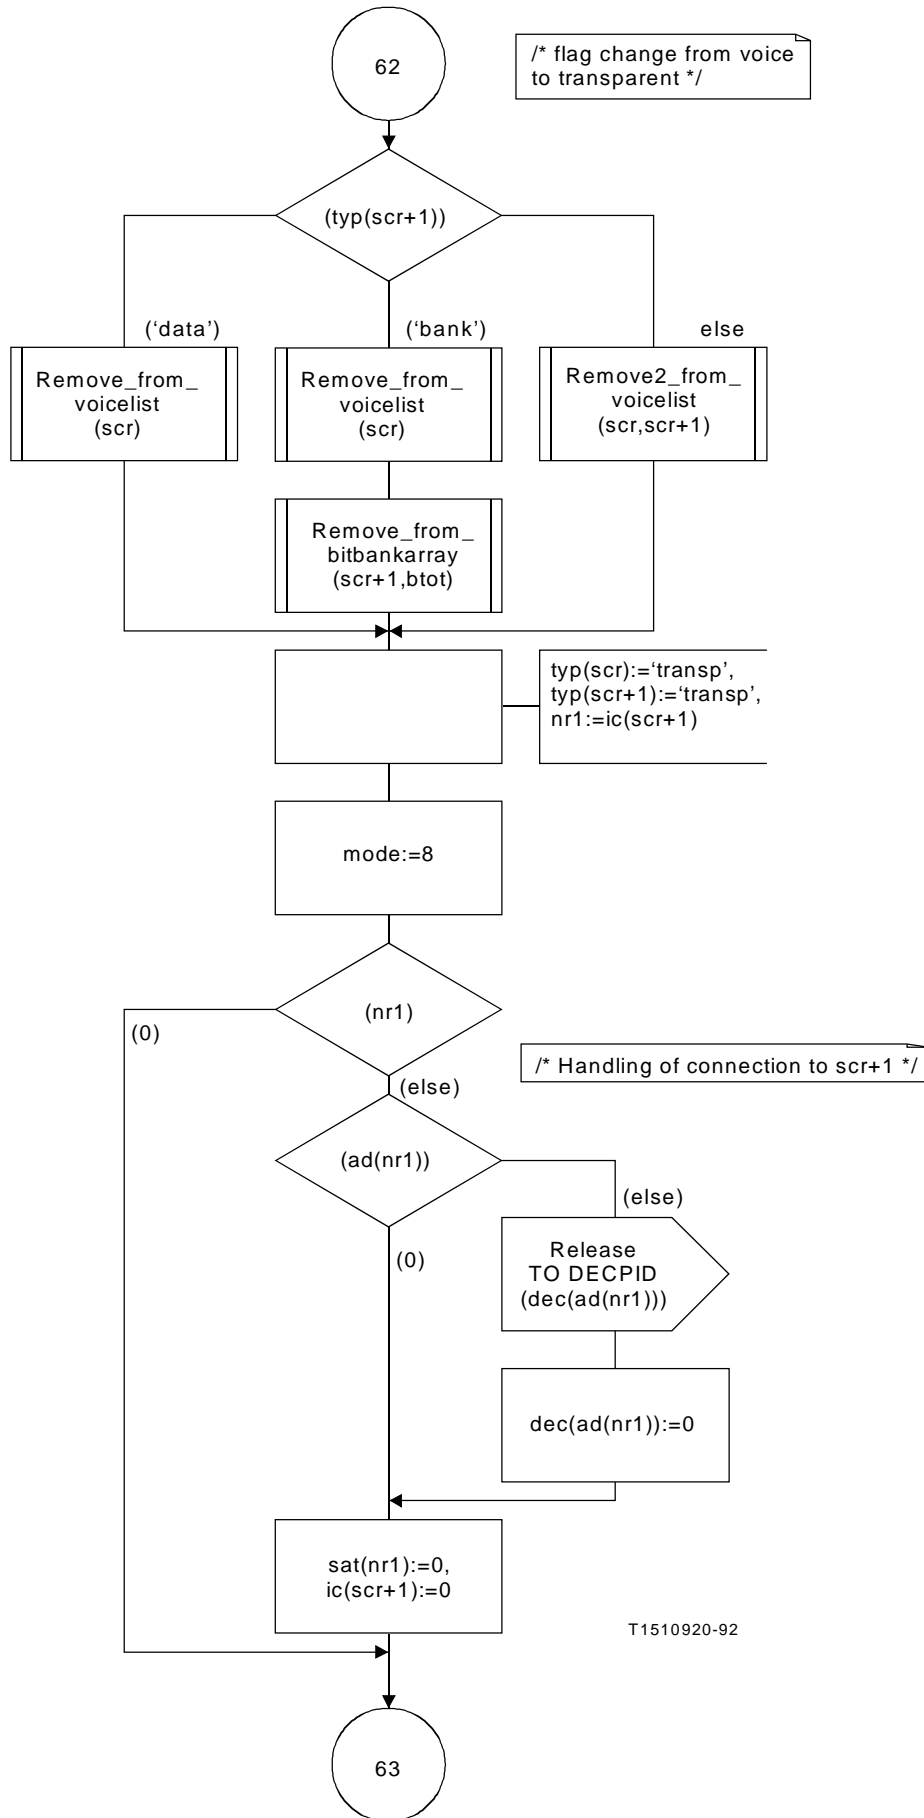 62
/* flag change from voice
to transparent */
(typ(scr+1))
(‘data’)
(‘bank’)
else
Remove_from_
voicelist
(scr)
Remove_from_
voicelist
(scr)
Remove2_from_
voicelist
(scr,scr+1)
Remove_from_
bitbankarray
(scr+1,btot)
typ(scr):=‘transp’,
typ(scr+1):=‘transp’,
nr1:=ic(scr+1)
mode:=8
(nr1)
(0)
/* Handling of connection to scr+1 */
(else)
(ad(nr1))
(else)
(0)
Release
TO DECPID
(dec(ad(nr1)))
dec(ad(nr1)):=0
sat(nr1):=0,
ic(scr+1):=0
T1510920-92
63